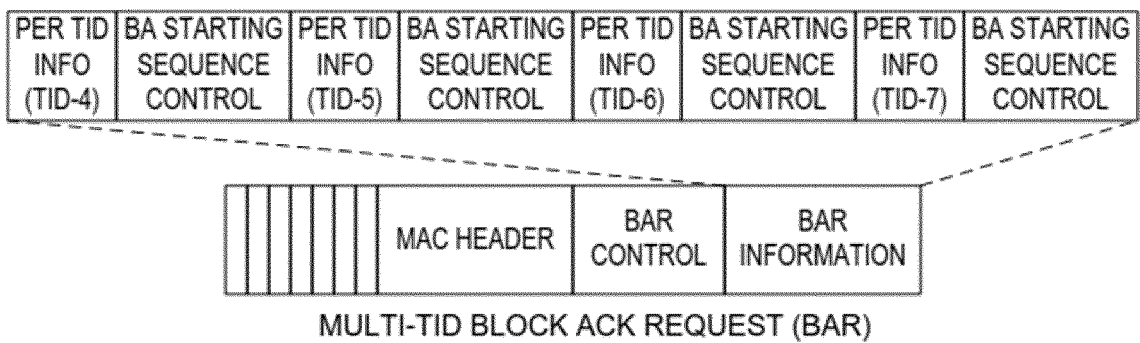 PER TID INFO (TID-4)
BA STARTING SEQUENCE CONTROL
PER TID INFO (TID-5)
BA STARTING SEQUENCE CONTROL
PER TID INFO (TID-6)
BA STARTING SEQUENCE CONTROL
PER TID INFO (TID-7)
BA STARTING SEQUENCE CONTROL
MAC HEADER
BAR CONTROL
BAR INFORMATION
MULTI-TID BLOCK ACK REQUEST (BAR)